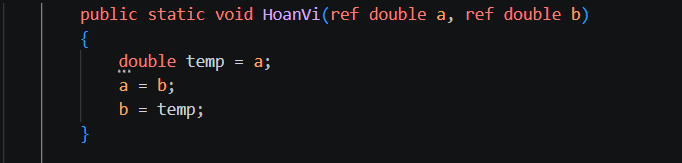 public static void HoanVi(ref double a, ref double b)
{
double temp = a;
a = b;
b = temp;
}